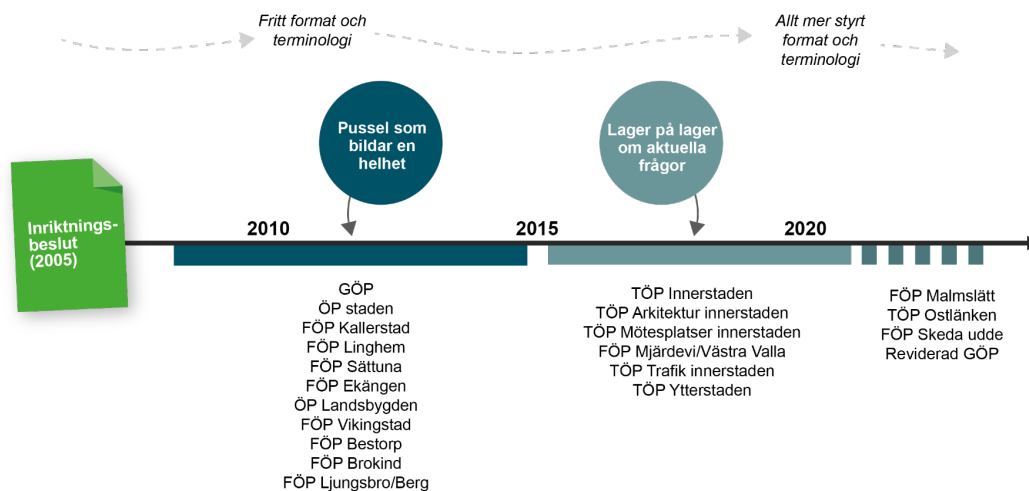 Fritt format och
terminologi
Allt mer styrt
format och
terminologi
Pussel som
bildar en
helhet
Lager på lager
om aktuella
frågor
Inriktnings-
beslut
(2005)
2010
2015
2020
GÖP
ÖP staden
FÖP Kallerstad
FÖP Linghem
FÖP Sättuna
FÖP Ekängen
ÖP Landsbygden
FÖP Vikingstad
FÖP Bestorp
FÖP Brokind
FÖP Ljungsbro/Berg
TÖP Innerstaden
TÖP Arkitektur innerstaden
TÖP Mötesplatser innerstaden
FÖP Mjärdevi/Västra Valla
TÖP Trafik innerstaden
TÖP Ytterstaden
FÖP Malmslätt
TÖP Ostlänken
FÖP Skeda udde
Reviderad GÖP